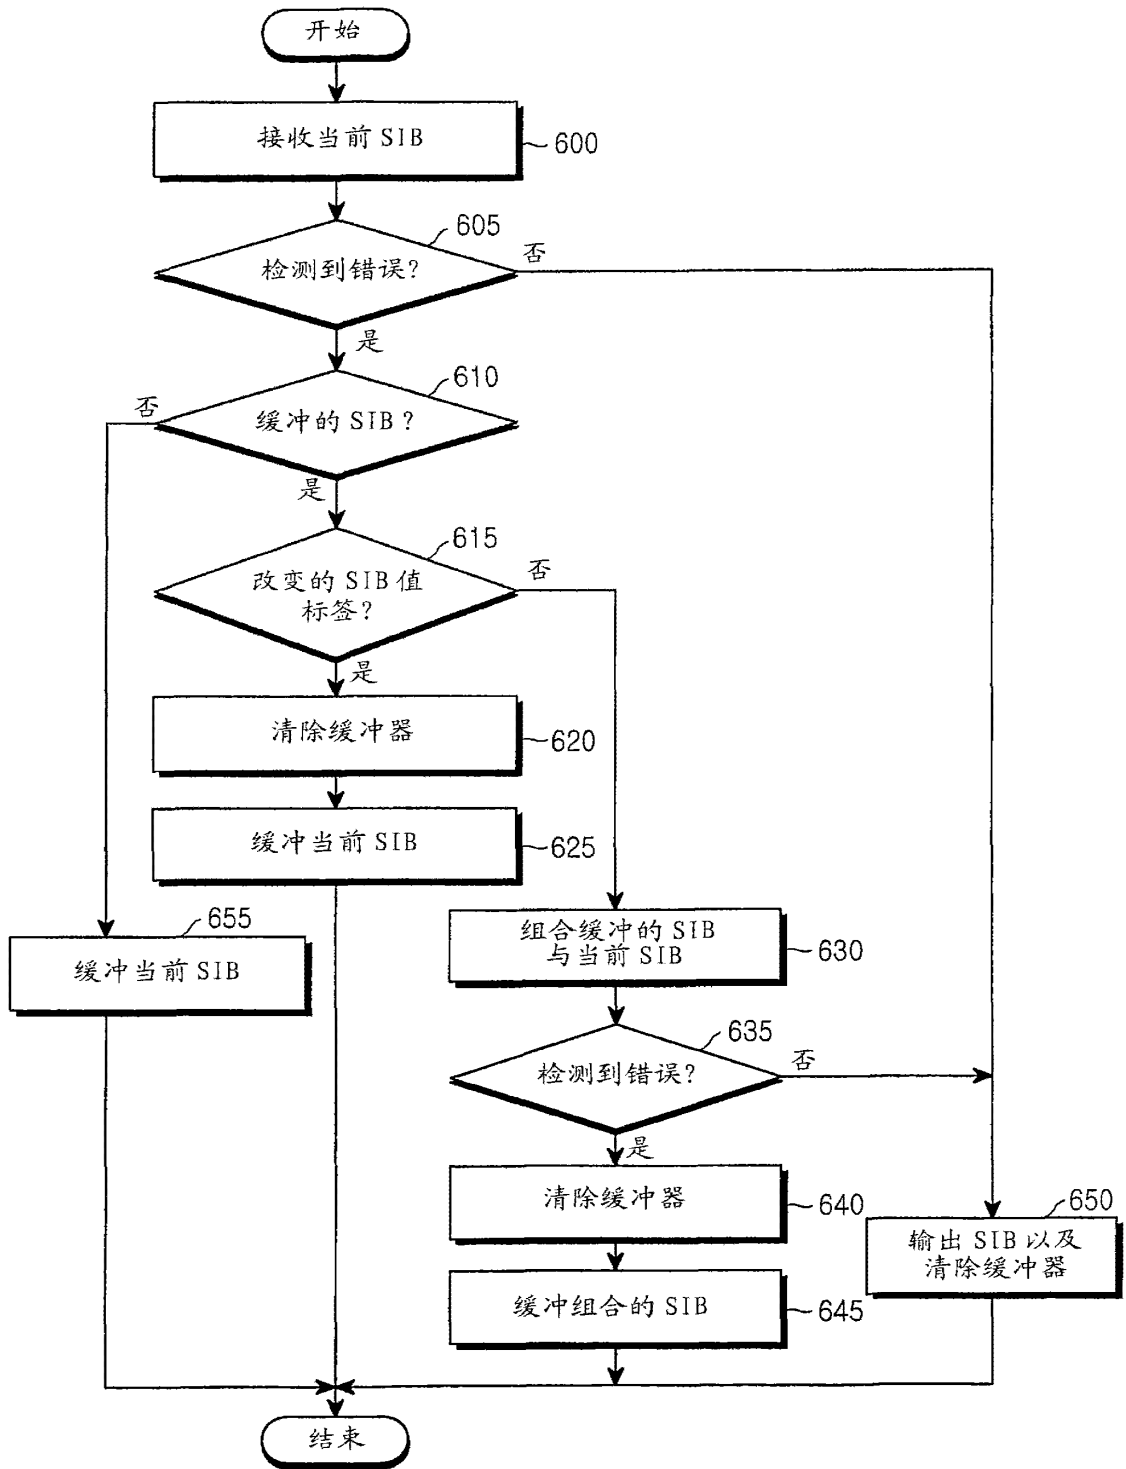 开始
接收当前 SIB
600
605
检测到错误?
否
是
610
否
缓冲的 SIB?
是
615
改变的 SIB 值
标签?
否
是
清除缓冲器
620
缓冲当前 SIB
625
655
缓冲当前 SIB
组合缓冲的 SIB
与当前 SIB
630
635
检测到错误?
否
是
清除缓冲器
640
650
输出 SIB 以及
清除缓冲器
缓冲组合的 SIB
645
结束